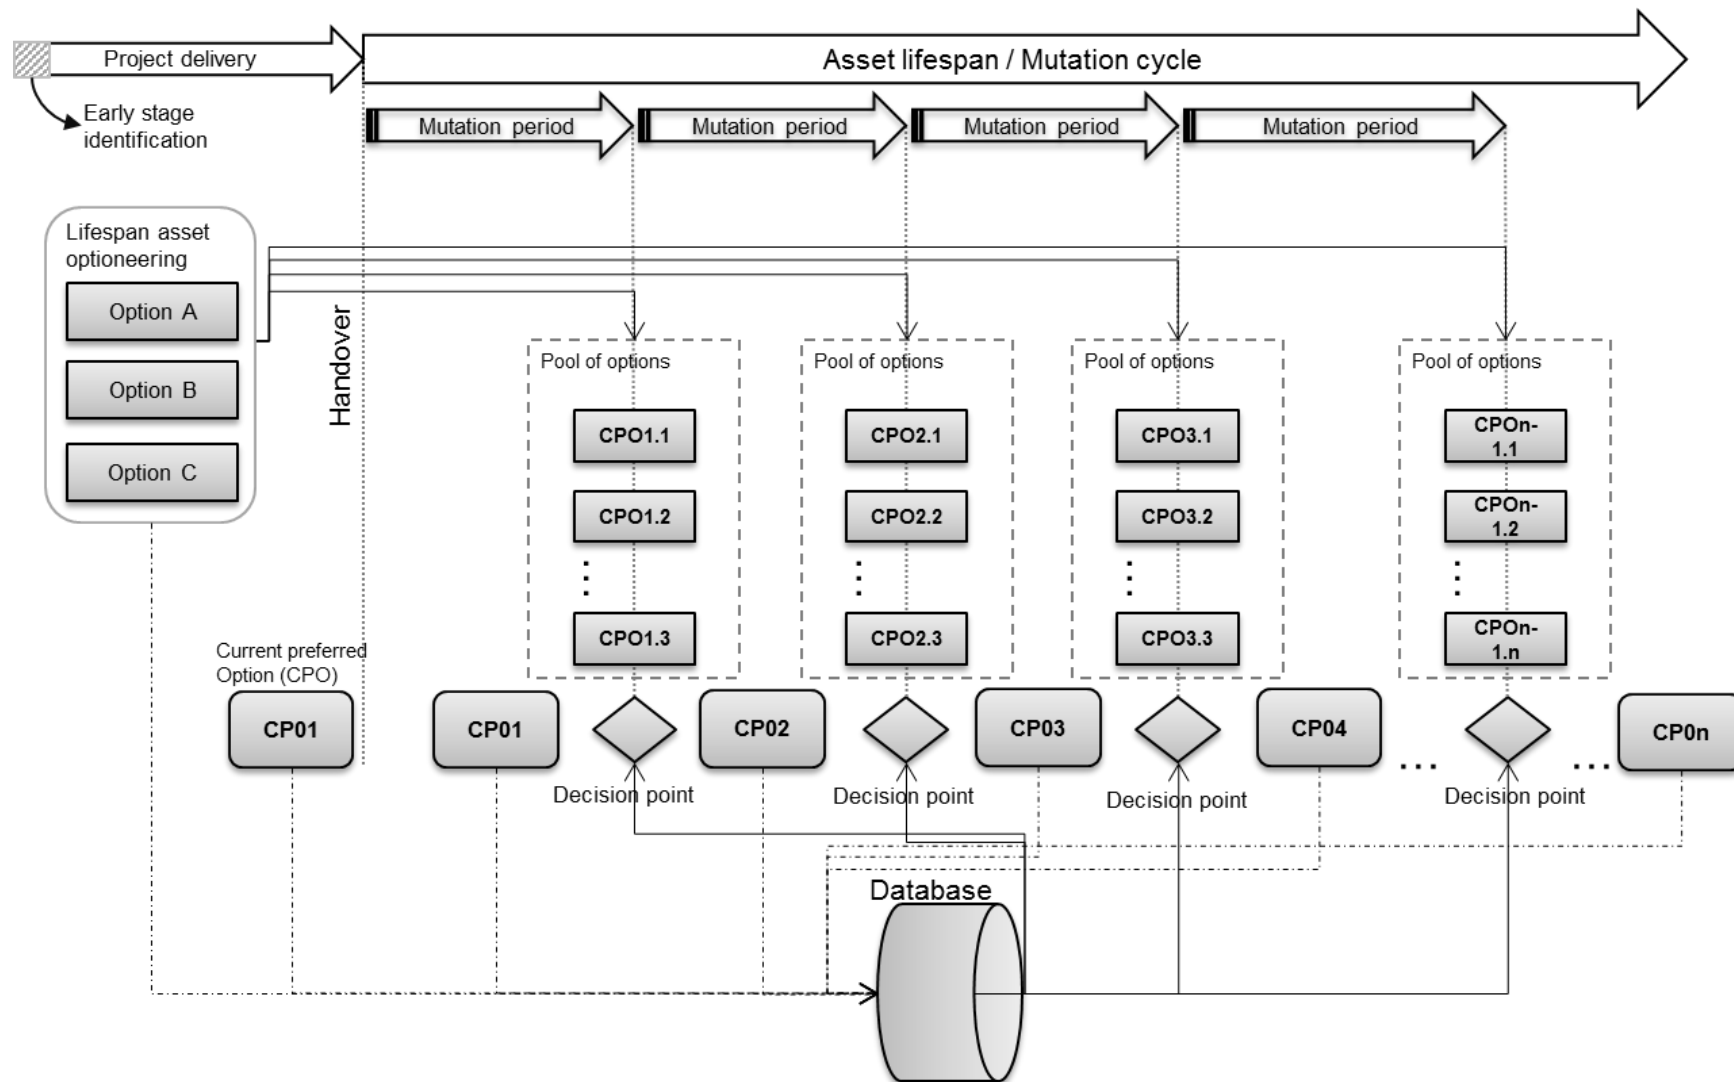 Project delivery
Asset lifespan / Mutation cycle
Early stage
identification
Mutation period
Mutation period
Mutation period
Mutation period
Lifespan asset
optioneering
Option A
Option B
Option C
Handover
Pool of options
CPO1.1
CPO1.2
CPO1.3
Pool of options
CPO2.1
CPO2.2
CPO2.3
Pool of options
CPO3.1
CPO3.2
CPO3.3
Pool of options
CPOn-
1.1
CPOn-
1.2
CPOn-
1.n
Current preferred
Option (CPO)
CP01
CP01
CP02
CP03
CP04
...
...
CP0n
Decision point
Decision point
Decision point
Decision point
Database